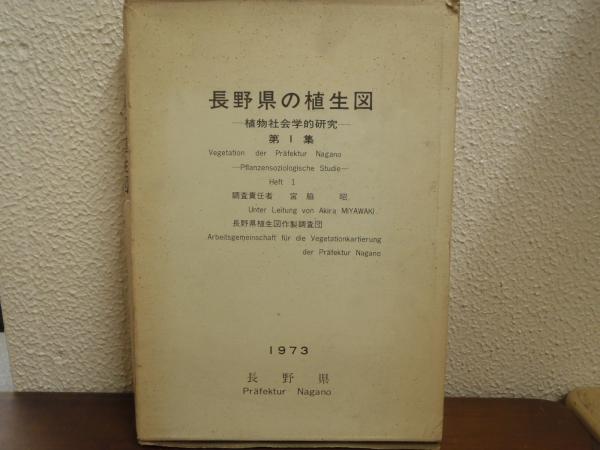 長野県の植生図
—植物社会学的研究—
第 I 集
Vegetation der Präfektur Nagano
—Pflanzensoziologische Studie—
Heft 1
調査責任者 宮脇 昭
Unter Leitung von Akira MIYAWAKI
長野県植生図作製調査団
Arbeitsgemeinschaft für die Vegetationkartierung
der Präfektur Nagano
1973
長野県
Präfektur Nagano